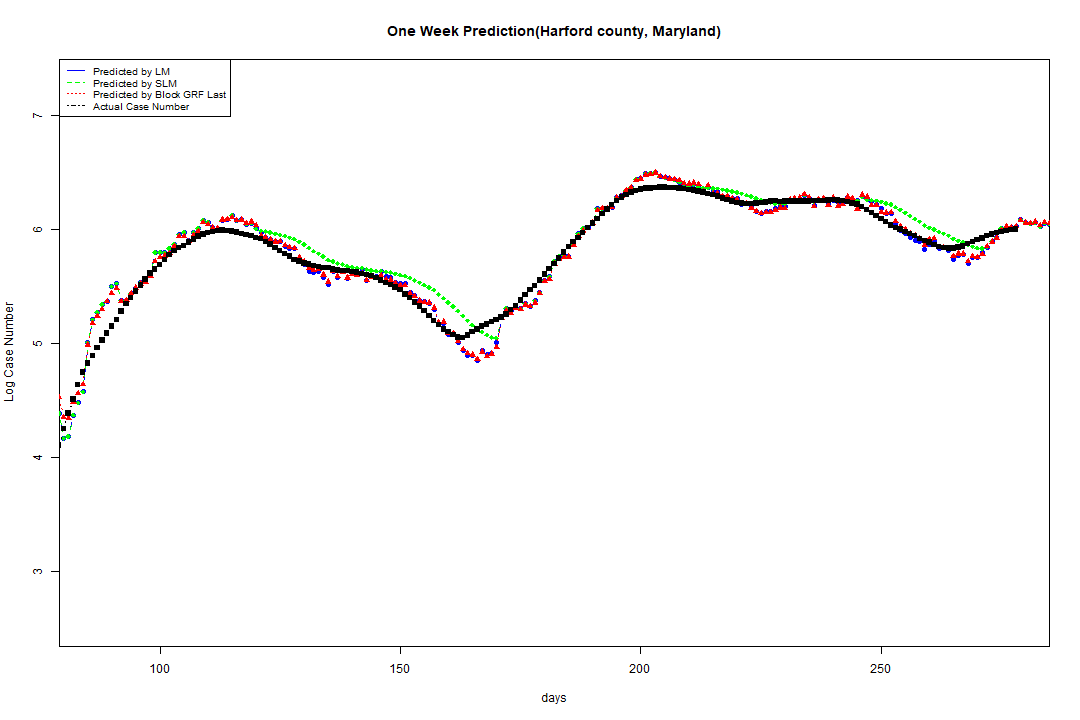 One Week Prediction(Harford county, Maryland)
Predicted by LM
Predicted by SLM
Predicted by Block GRF Last
Actual Case Number
7
6
5
4
3
Log Case Number
100 150 200 250
days